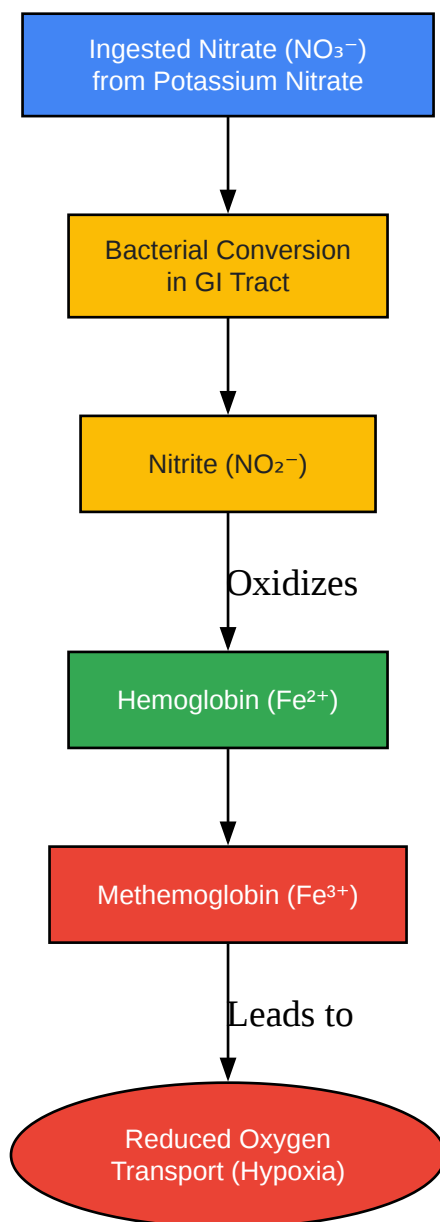 Ingested Nitrate (NO₃⁻)
from Potassium Nitrate
Bacterial Conversion
in GI Tract
Nitrite (NO₂⁻)
Oxidizes
Hemoglobin (Fe²⁺)
Methemoglobin (Fe³⁺)
Leads to
Reduced Oxygen
Transport (Hypoxia)